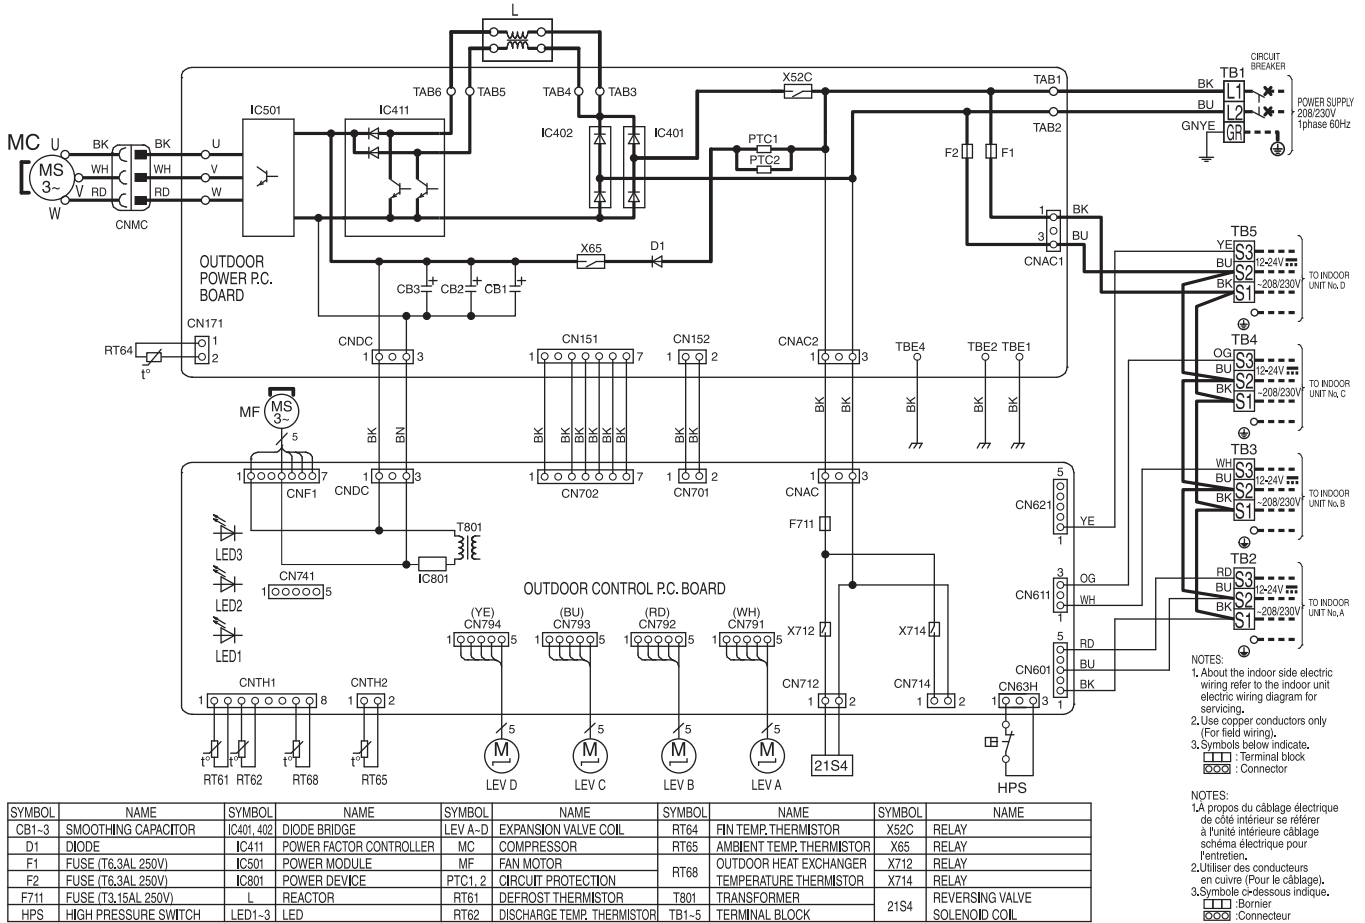 L
TAB6
TAB5
TAB4
TAB3
X52C
TAB1
TAB2
BK
BU
GNYE
TB1
L1
L2
GR
CIRCUIT
BREAKER
POWER SUPPLY
208/230V
1phase 60Hz
IC501
IC411
IC402
IC401
PTC1
PTC2
F2
F1
MC
MS
3~
U
V
W
BK
WH
RD
CNMC
BK
WH
RD
U
V
W
OUTDOOR
POWER P.C.
BOARD
X65
D1
CB3
CB2
CB1
+
+
+
1
3
CNAC1
BK
BU
CN171
1
2
RT64
t°
CNDC
1
3
CN151
1
7
CN152
1
2
CNAC2
1
3
TBE4
TBE2
TBE1
MF
MS
3~
5
BK
BN
BK
BK
BK
BK
BK
BK
BK
BK
BK
BK
BK
BK
BK
1
7
CNF1
CNDC
1
3
1
7
CN702
1
2
CN701
1
3
CNAC
F711
T801
IC801
LED3
LED2
LED1
CN741
1
5
OUTDOOR CONTROL P.C. BOARD
(YE)
CN794
1
5
(BU)
CN793
1
5
(RD)
CN792
1
5
(WH)
CN791
1
5
X712
X714
CN712
1
2
CN714
1
2
CN63H
1
3
CNTH1
1
8
CNTH2
1
2
t°
RT61
t°
RT62
t°
RT68
t°
RT65
5
M
LEV D
5
M
LEV C
5
M
LEV B
5
M
LEV A
21S4
HPS
5
CN621
1
YE
3
CN611
1
OG
WH
5
CN601
1
RD
BU
BK
TB5
YE
BU
BK
S3
S2
S1
12-24V
~208/230V
TO INDOOR
UNIT No. D
TB4
OG
BU
BK
S3
S2
S1
12-24V
~208/230V
TO INDOOR
UNIT No. C
TB3
WH
BU
BK
S3
S2
S1
12-24V
~208/230V
TO INDOOR
UNIT No. B
TB2
RD
BU
BK
S3
S2
S1
12-24V
~208/230V
TO INDOOR
UNIT No. A
NOTES:
1. About the indoor side electric
wiring refer to the indoor unit
electric wiring diagram for
servicing.
2. Use copper conductors only
(For field wiring).
3. Symbols below indicate.
: Terminal block
: Connector
NOTES:
1.À propos du câblage électrique
de côté intérieur se référer
à l'unité intérieure câblage
schéma électrique pour
l'entretien.
2.Utiliser des conducteurs
en cuivre (Pour le câblage).
3.Symbole ci-dessous indique.
:Bornier
:Connecteur
SYMBOL NAME SYMBOL NAME SYMBOL NAME SYMBOL NAME SYMBOL NAME
CB1~3 SMOOTHING CAPACITOR IC401, 402 DIODE BRIDGE LEV A~D EXPANSION VALVE COIL RT64 FIN TEMP. THERMISTOR X52C RELAY
D1 DIODE IC411 POWER FACTOR CONTROLLER MC COMPRESSOR RT65 AMBIENT TEMP. THERMISTOR X65 RELAY
F1 FUSE (T6.3AL 250V) IC501 POWER MODULE MF FAN MOTOR RT68 OUTDOOR HEAT EXCHANGER X712 RELAY
F2 FUSE (T6.3AL 250V) IC801 POWER DEVICE PTC1, 2 CIRCUIT PROTECTION TEMPERATURE THERMISTOR X714 RELAY
F711 FUSE (T3.15AL 250V) L REACTOR RT61 DEFROST THERMISTOR T801 TRANSFORMER 21S4 REVERSING VALVE
HPS HIGH PRESSURE SWITCH LED1~3 LED RT62 DISCHARGE TEMP. THERMISTOR TB1~5 TERMINAL BLOCK SOLENOID COIL